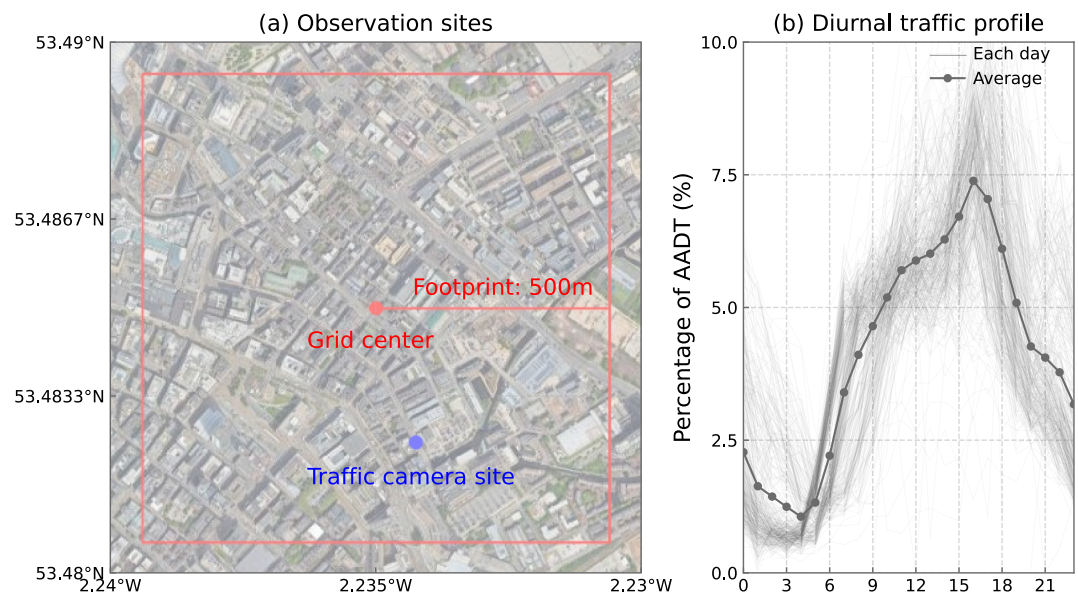 (a) Observation sites
53.49°N
53.4867°N
53.4833°N
53.48°N
2.24°W
2.235°W
2.23°W
Footprint: 500m
Grid center
Traffic camera site
(b) Diurnal traffic profile
Each day
Average
Percentage of AADT (%)
10.0
7.5
5.0
2.5
0.0
0 3 6 9 12 15 18 21